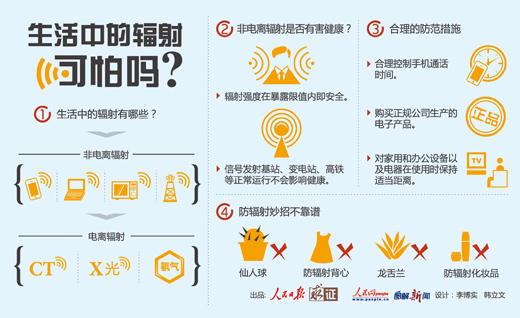 生活中的辐射
可怕吗?
① 生活中的辐射有哪些？
非电离辐射
电离辐射
CT
X光
氡气
② 非电离辐射是否有害健康？
辐射强度在暴露限值内即安全。
信号发射基站、变电站、高铁
等正常运行不会影响健康。
③ 合理的防范措施
合理控制手机通话
时间。
购买正规公司生产的
电子产品。
正品
对家用和办公设备以
及电器在使用时保持
适当距离。
TV
④ 防辐射妙招不靠谱
仙人球
防辐射背心
龙舌兰
防辐射化妆品
出品: 人民日报 求证 人民网 people www.people.cn 图解新闻 设计：李博实 韩立文